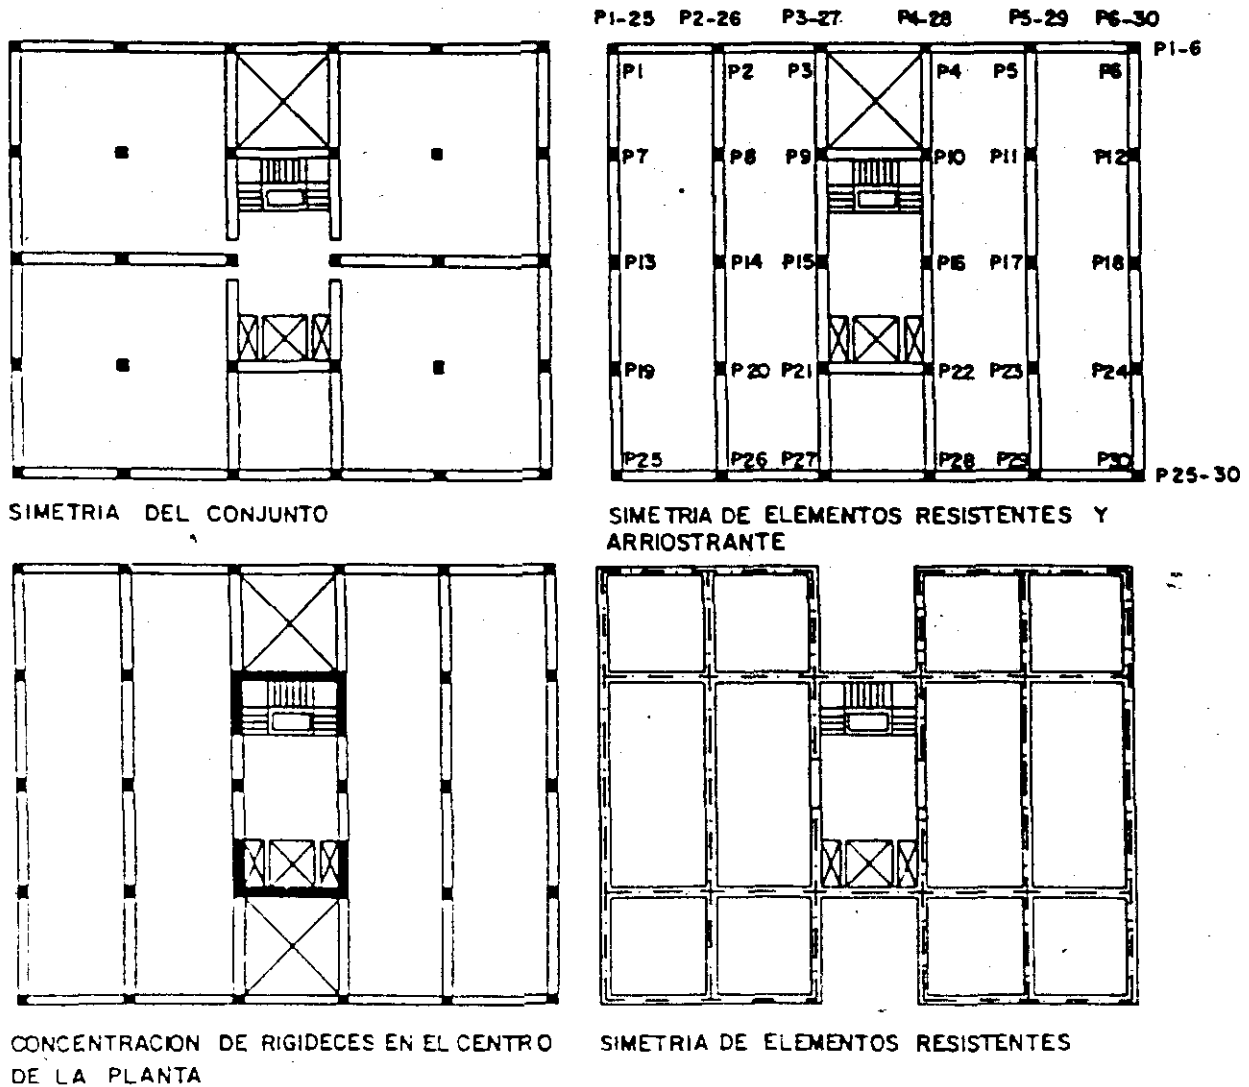 P1-25 P2-26 P3-27 P4-28 P5-29 P6-30
P1-6
P1 P2 P3 P4 P5 P6
P7 P8 P9 P10 P11 P12
P13 P14 P15 P16 P17 P18
P19 P20 P21 P22 P23 P24
P25 P26 P27 P28 P29 P30
P25-30
SIMETRIA DEL CONJUNTO
SIMETRIA DE ELEMENTOS RESISTENTES Y
ARRIOSTRANTE
CONCENTRACION DE RIGIDECES EN EL CENTRO
DE LA PLANTA
SIMETRIA DE ELEMENTOS RESISTENTES